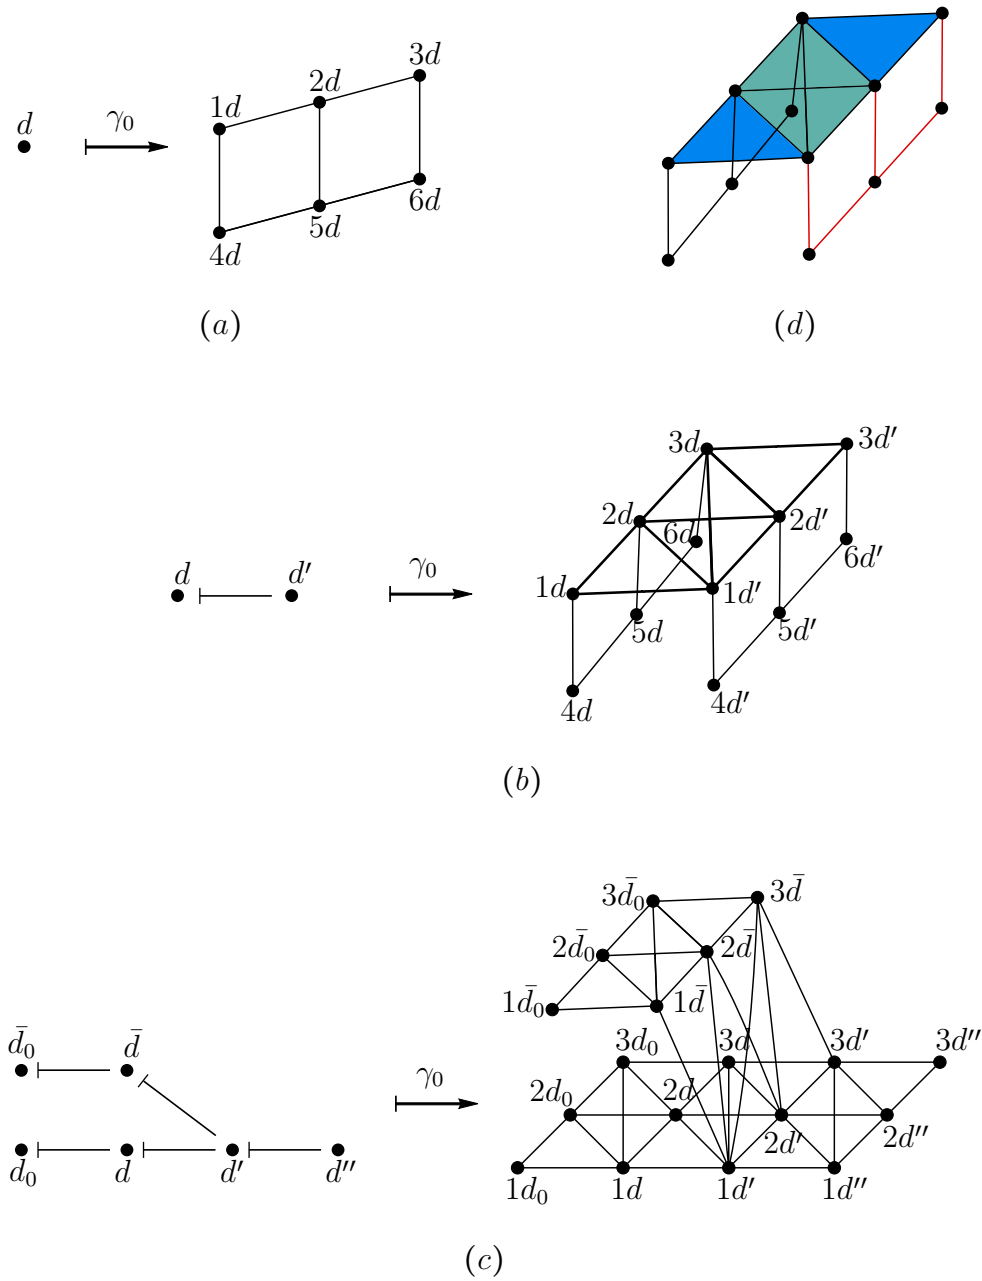 d
γ₀
1d 2d 3d
4d 5d 6d
(a)
(d)
d d′
γ₀
3d 3d′
2d 6d 2d′
6d′
1d 1d′
5d 5d′
4d 4d′
(b)
d̄₀ d̄
d₀ d d′ d″
γ₀
3d̄₀ 3d̄
2d̄₀ 2d̄
1d̄₀ 1d̄
3d₀ 3d 3d′ 3d″
2d₀ 2d 2d′ 2d″
1d₀ 1d 1d′ 1d″
(c)